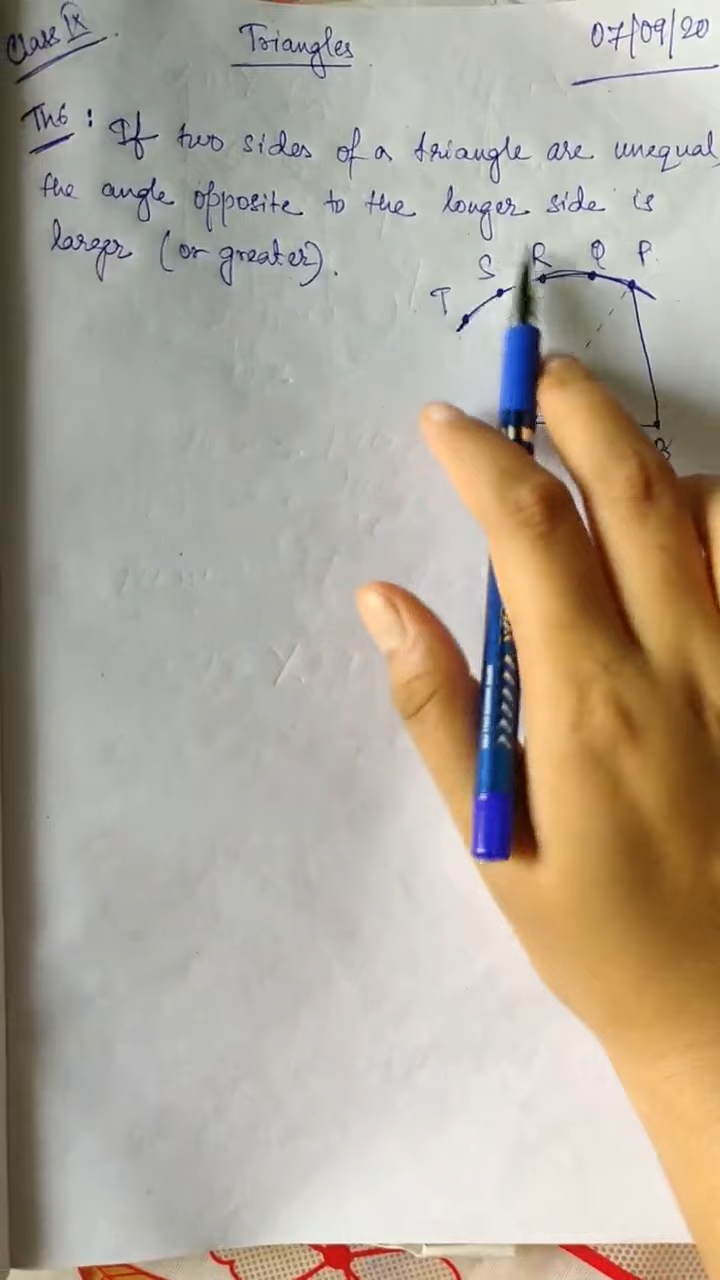 Class IX.
Triangles
07/09/20
Th6: If two sides of a triangle are unequal,
the angle opposite to the longer side is
larger (or greater).
T S R Q P
B